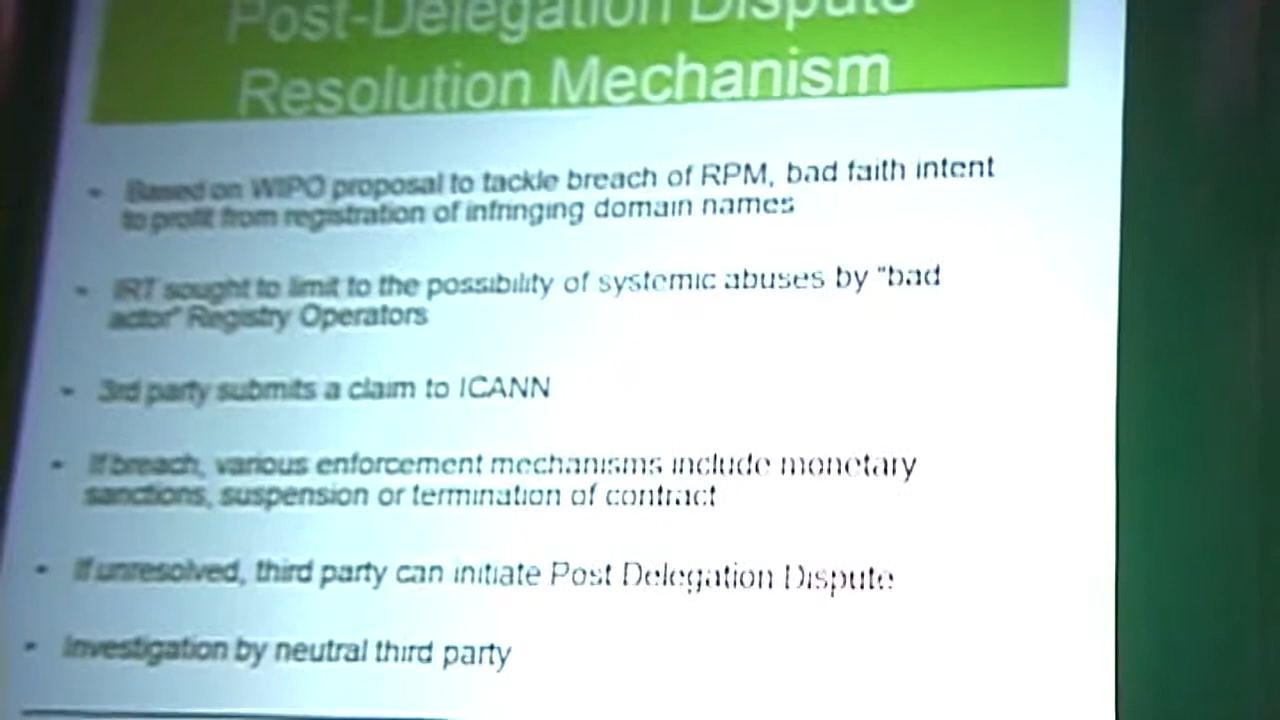 Post-Delegation Dispute
Resolution Mechanism
- Based on WIPO proposal to tackle breach of RPM, bad faith intent
to profit from registration of infringing domain names
- IRT sought to limit to the possibility of systemic abuses by "bad
actor" Registry Operators
- 3rd party submits a claim to ICANN
- If breach, various enforcement mechanisms include monetary
sanctions, suspension or termination of contract
- If unresolved, third party can initiate Post Delegation Dispute
- Investigation by neutral third party